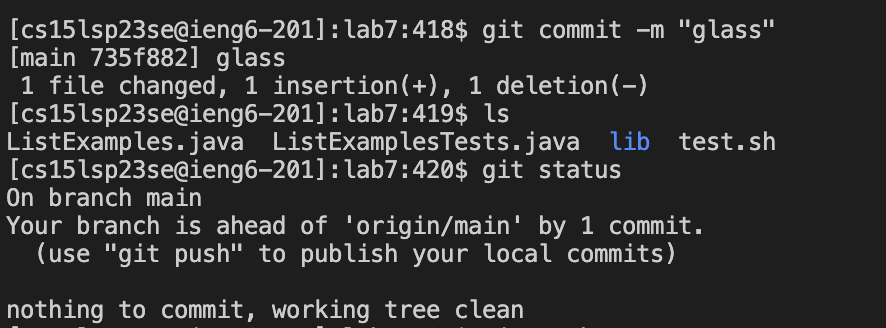 [cs15lsp23se@ieng6-201]:lab7:418$ git commit -m "glass"
[main 735f882] glass
 1 file changed, 1 insertion(+), 1 deletion(-)
[cs15lsp23se@ieng6-201]:lab7:419$ ls
ListExamples.java  ListExamplesTests.java  lib  test.sh
[cs15lsp23se@ieng6-201]:lab7:420$ git status
On branch main
Your branch is ahead of 'origin/main' by 1 commit.
  (use "git push" to publish your local commits)
nothing to commit, working tree clean